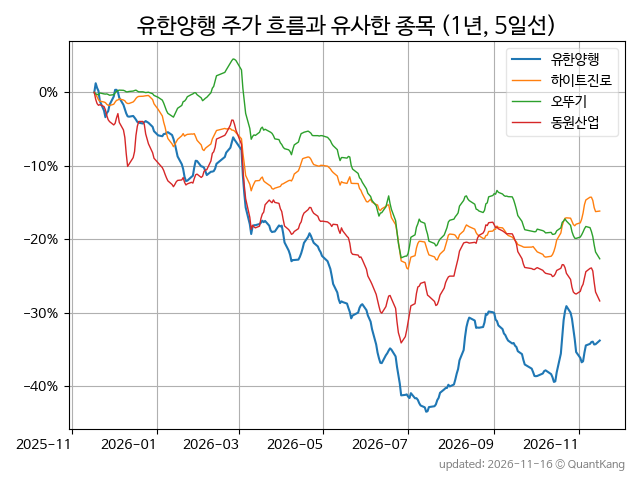 유한양행 주가 흐름과 유사한 종목 (1년, 5일선)
유한양행
하이트진로
오뚜기
동원산업
0%
−10%
−20%
−30%
−40%
2025-11
2026-01
2026-03
2026-05
2026-07
2026-09
2026-11
updated: 2026-11-16 © QuantKang